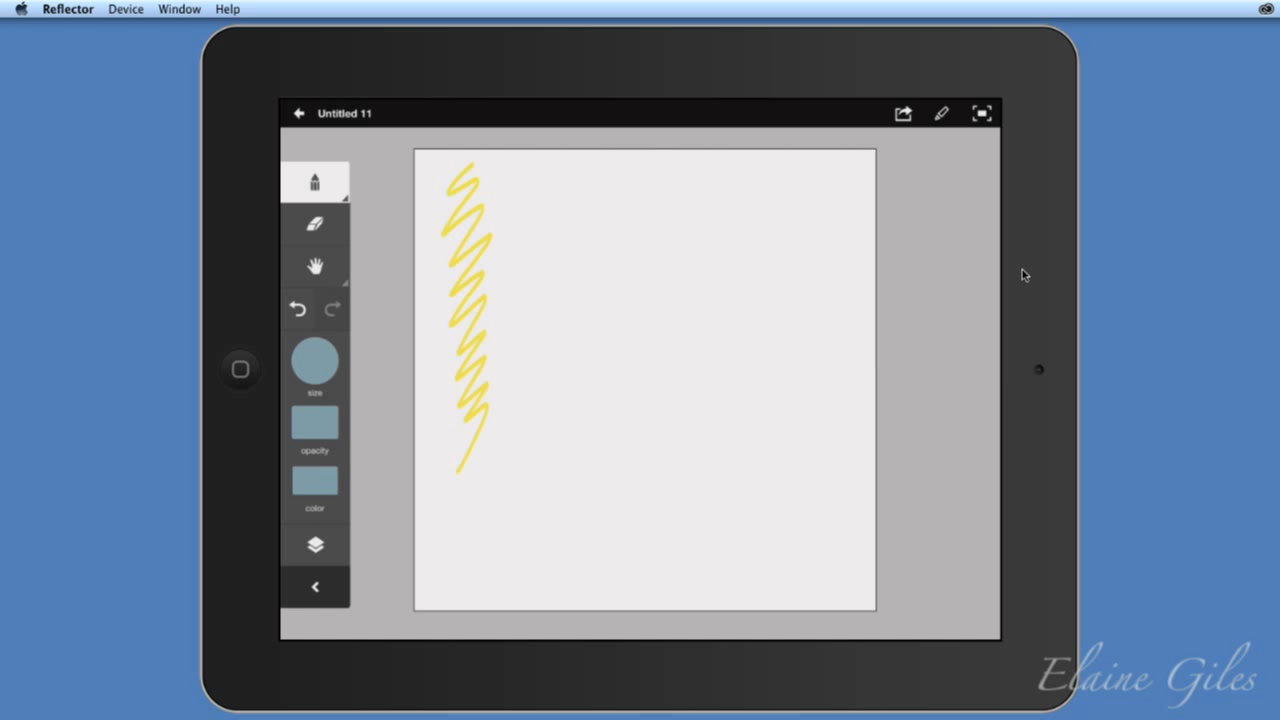 Reflector Device Window Help
Untitled 11
size
opacity
color
Elaine Giles